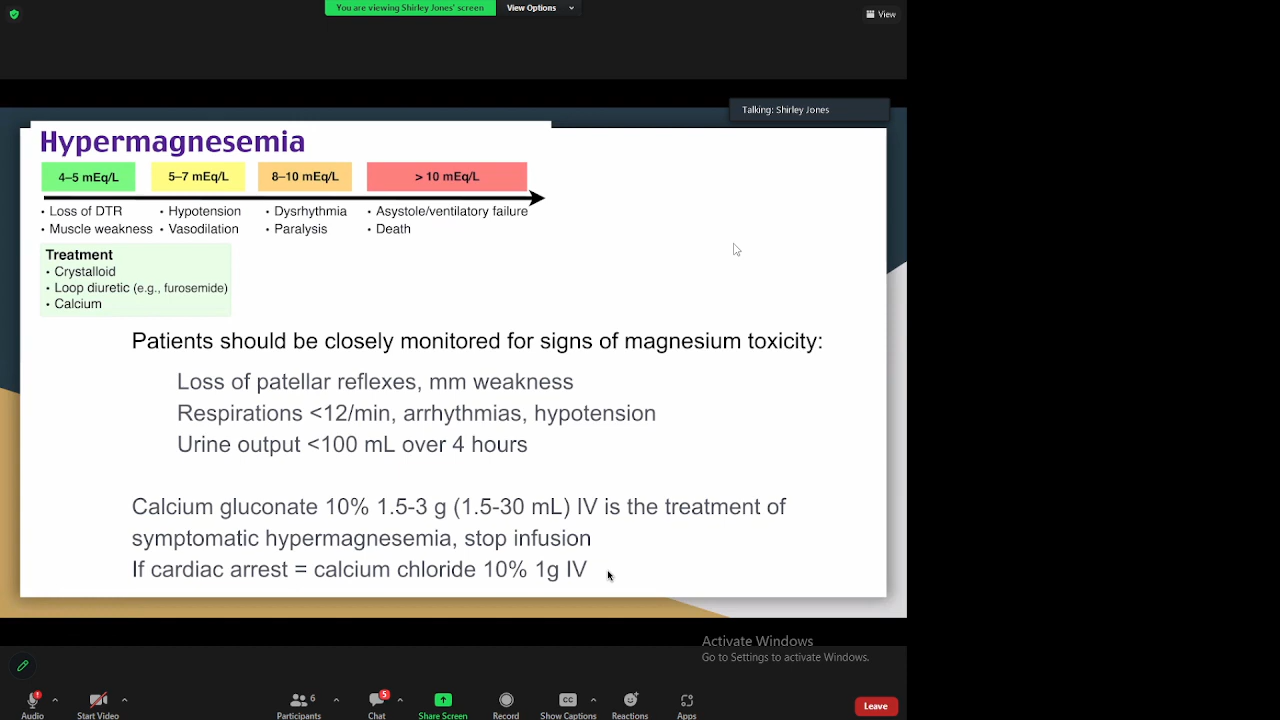 You are viewing Shirley Jones' screen
View Options
View
Talking: Shirley Jones
Hypermagnesemia
4–5 mEq/L
5–7 mEq/L
8–10 mEq/L
> 10 mEq/L
• Loss of DTR
• Muscle weakness
• Hypotension
• Vasodilation
• Dysrhythmia
• Paralysis
• Asystole/ventilatory failure
• Death
Treatment
• Crystalloid
• Loop diuretic (e.g., furosemide)
• Calcium
Patients should be closely monitored for signs of magnesium toxicity:
Loss of patellar reflexes, mm weakness
Respirations <12/min, arrhythmias, hypotension
Urine output <100 mL over 4 hours
Calcium gluconate 10% 1.5-3 g (1.5-30 mL) IV is the treatment of
symptomatic hypermagnesemia, stop infusion
If cardiac arrest = calcium chloride 10% 1g IV
Activate Windows
Go to Settings to activate Windows.
Audio
Start Video
6
Participants
5
Chat
Share Screen
Record
CC
Show Captions
Reactions
Apps
Leave